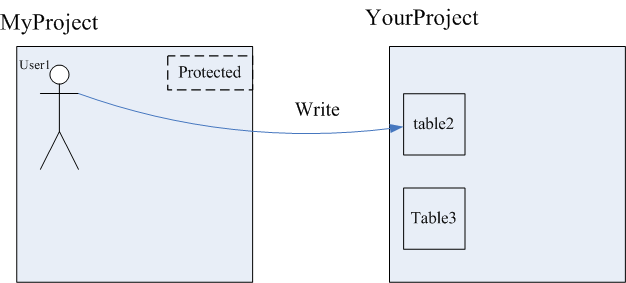 MyProject
YourProject
User1
Protected
Write
table2
Table3